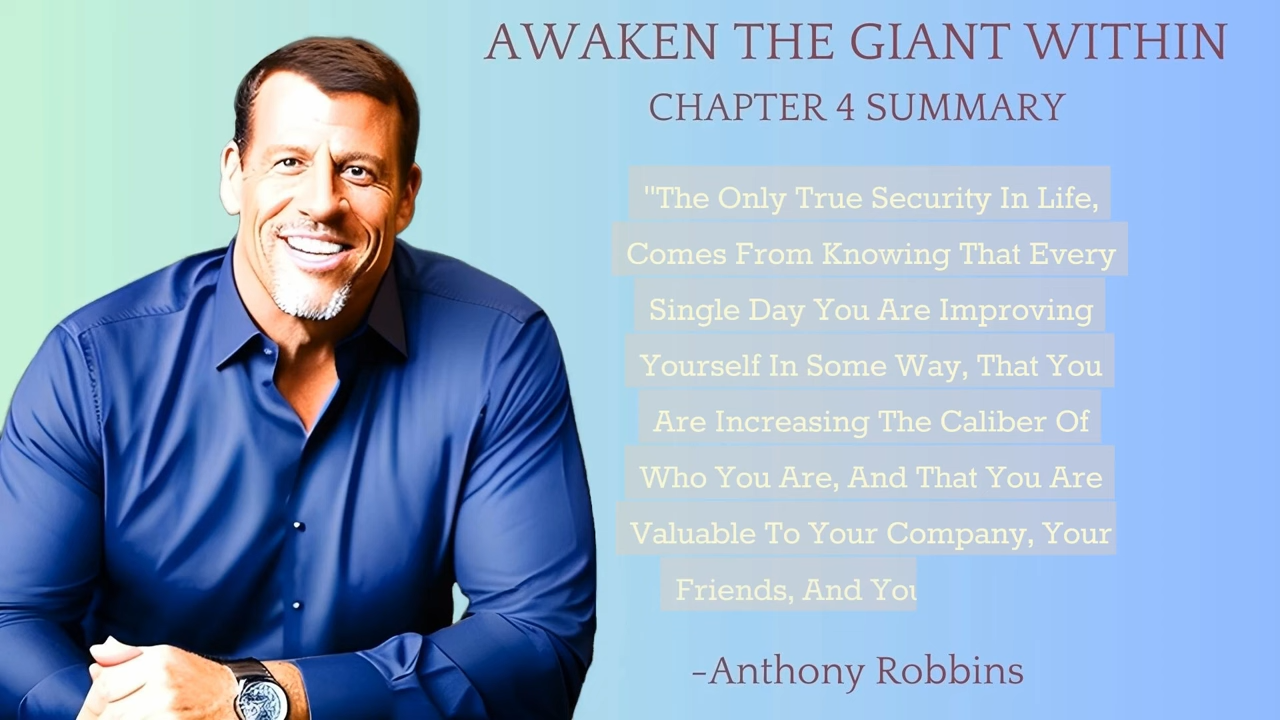 AWAKEN THE GIANT WITHIN
CHAPTER 4 SUMMARY
"The Only True Security In Life,
Comes From Knowing That Every
Single Day You Are Improving
Yourself In Some Way, That You
Are Increasing The Caliber Of
Who You Are, And That You Are
Valuable To Your Company, Your
Friends, And You
-Anthony Robbins